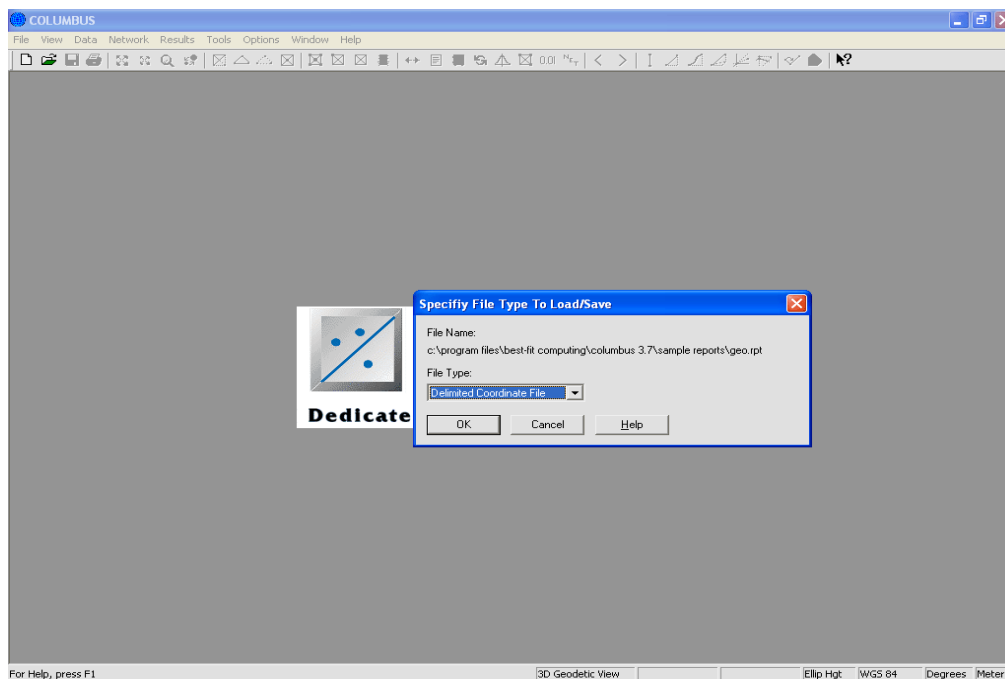 COLUMBUS
File View Data Network Results Tools Options Window Help
0.01
Specifiy File Type To Load/Save
File Name:
c:\program files\best-fit computing\columbus 3.7\sample reports\geo.rpt
File Type:
Delimited Coordinate File
OK Cancel Help
Dedicate
For Help, press F1 3D Geodetic View Ellip Hgt WGS 84 Degrees Meter